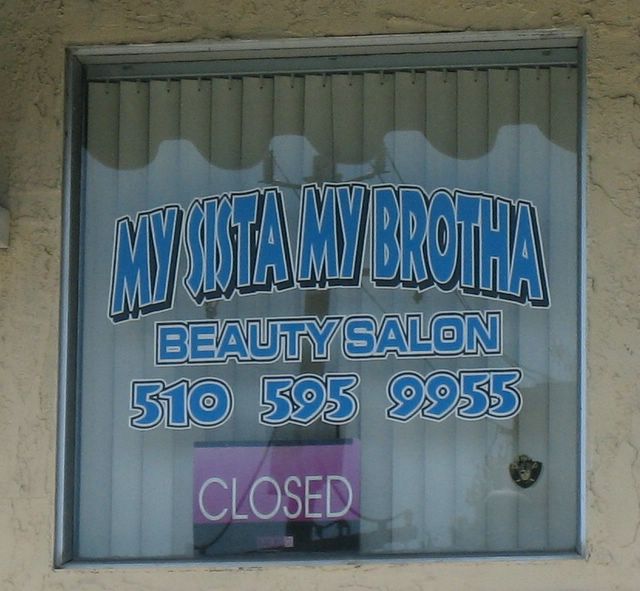 MY SISTA MY BROTHA
BEAUTY SALON
510 595 9955
CLOSED